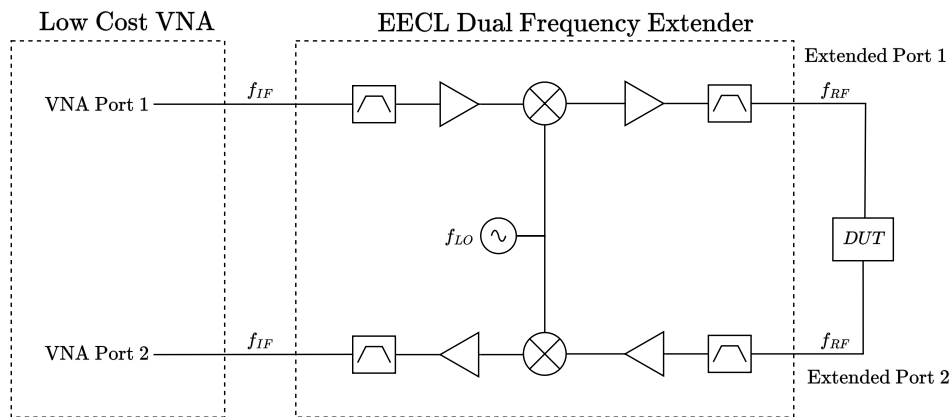 Low Cost VNA
EECL Dual Frequency Extender
Extended Port 1
VNA Port 1
f_IF
f_RF
f_LO
DUT
VNA Port 2
f_IF
f_RF
Extended Port 2